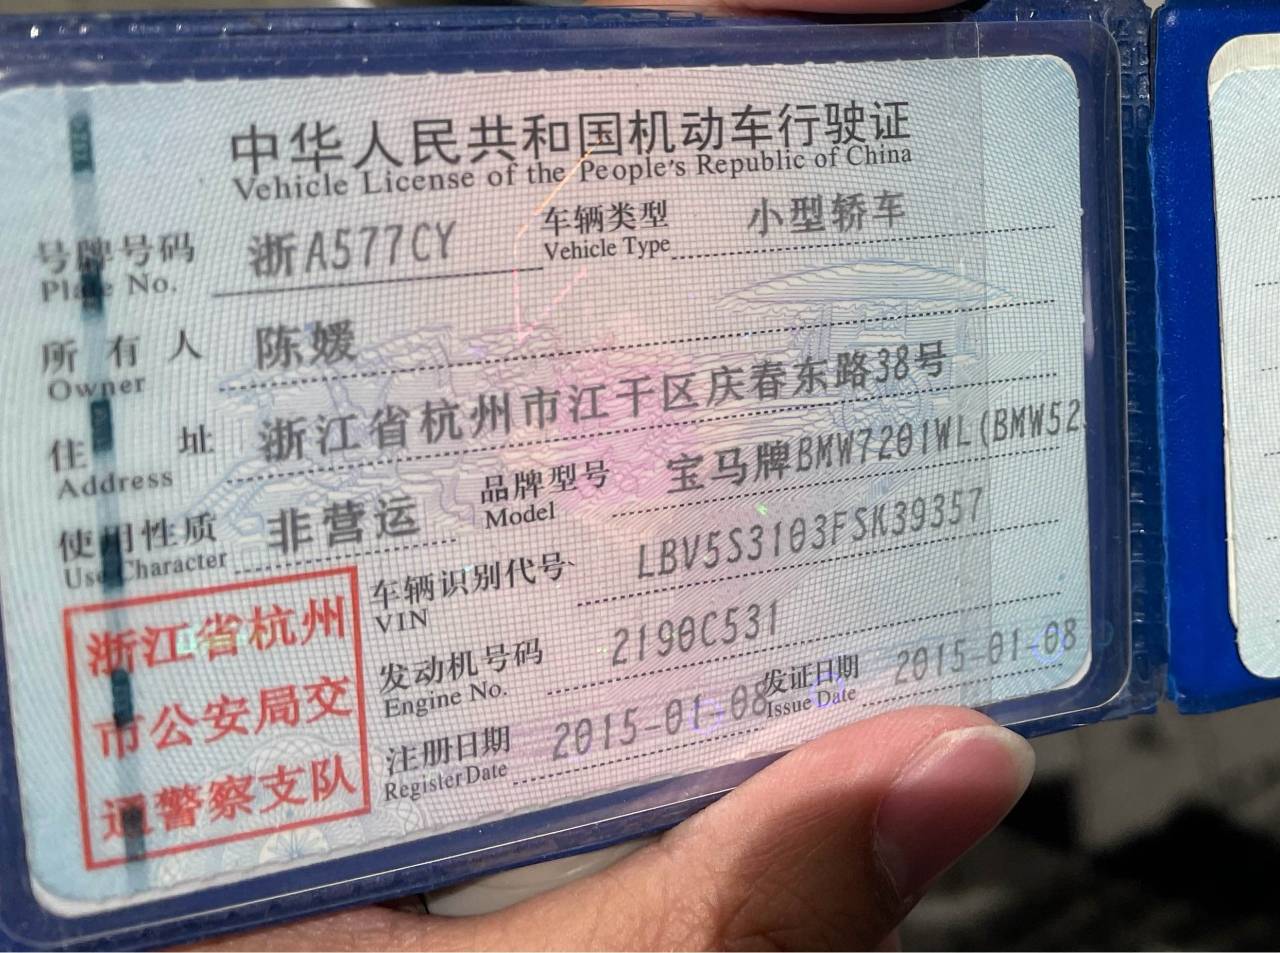 中华人民共和国机动车行驶证
Vehicle License of the People's Republic of China
号牌号码 浙A577CY 车辆类型 小型轿车
Plate No. Vehicle Type
所有人 陈媛
Owner
住址 浙江省杭州市江干区庆春东路38号
Address
使用性质 非营运 品牌型号 宝马牌BMW7201WL(BMW52
Use Character Model
车辆识别代号 LBV5S3103FSK39357
VIN
发动机号码 2190C531
Engine No.
注册日期 2015-01-08 发证日期 2015-01-08
Register Date Issue Date
浙江省杭州
市公安局交
通警察支队